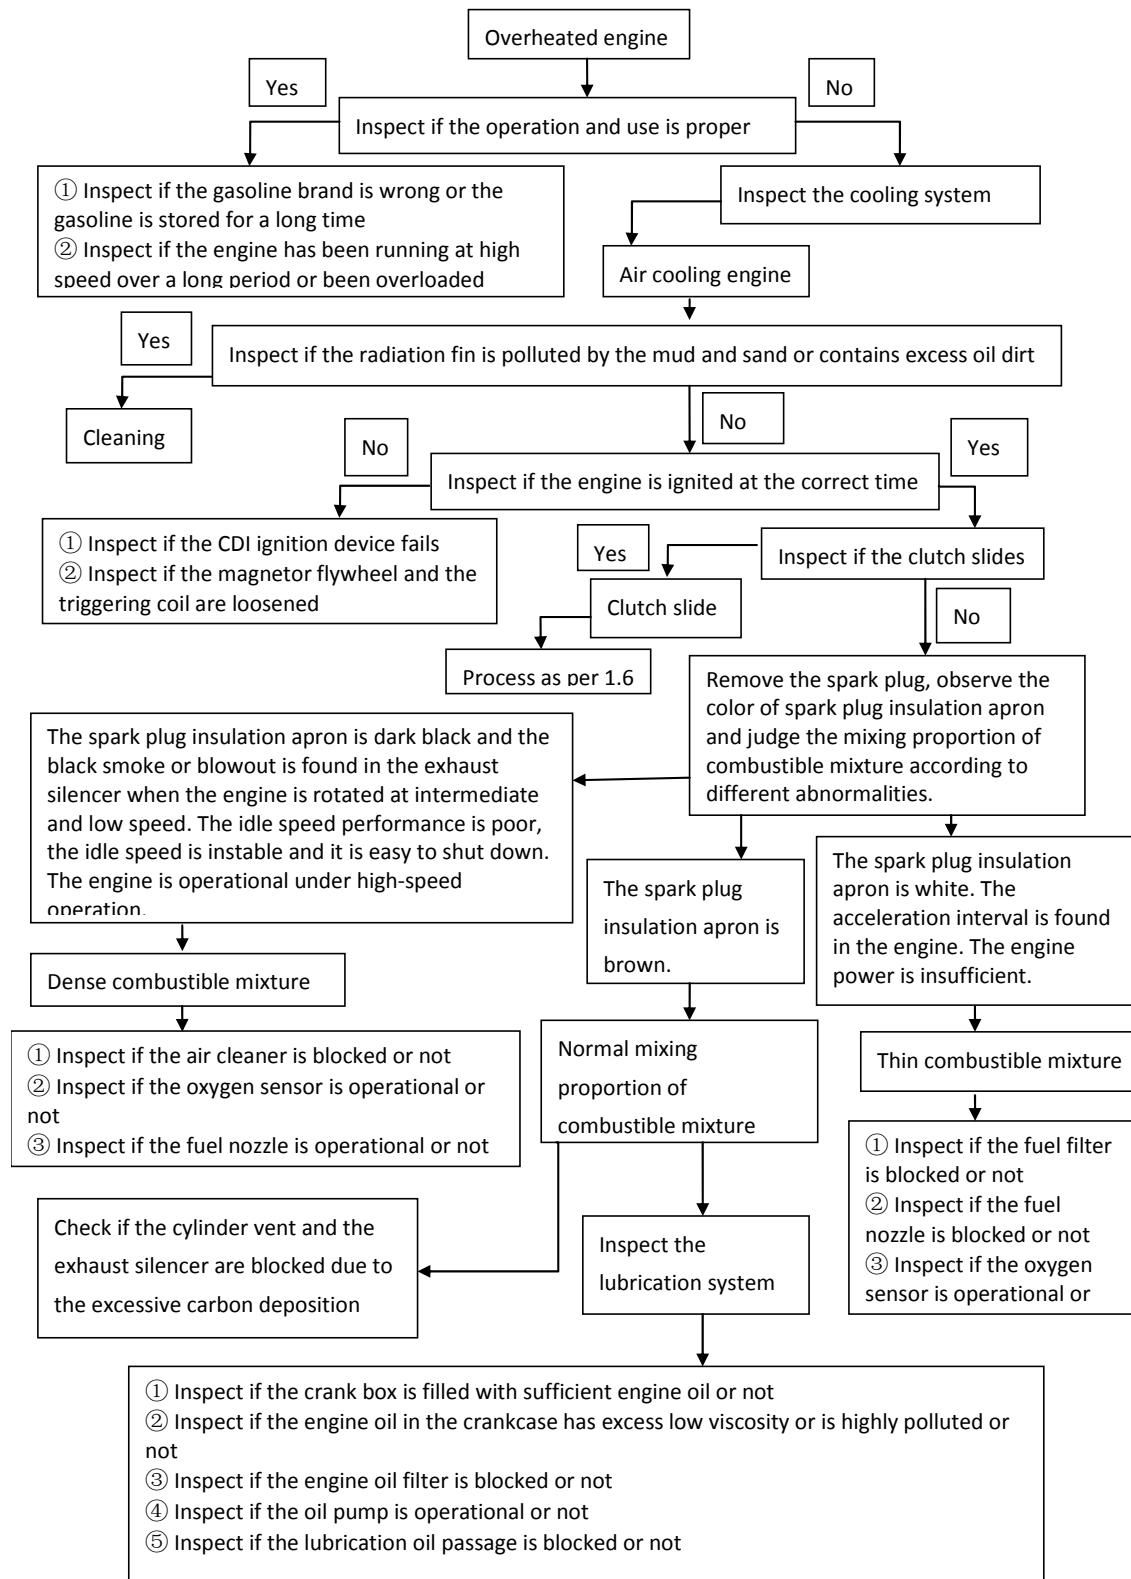 Overheated engine
Yes
No
Inspect if the operation and use is proper
① Inspect if the gasoline brand is wrong or the
gasoline is stored for a long time
② Inspect if the engine has been running at high
speed over a long period or been overloaded
Inspect the cooling system
Air cooling engine
Yes
Inspect if the radiation fin is polluted by the mud and sand or contains excess oil dirt
Cleaning
No
No
Yes
Inspect if the engine is ignited at the correct time
① Inspect if the CDI ignition device fails
② Inspect if the magnetor flywheel and the
triggering coil are loosened
Yes
Inspect if the clutch slides
Clutch slide
No
Process as per 1.6
Remove the spark plug, observe the
color of spark plug insulation apron
and judge the mixing proportion of
combustible mixture according to
different abnormalities.
The spark plug insulation apron is dark black and the
black smoke or blowout is found in the exhaust
silencer when the engine is rotated at intermediate
and low speed. The idle speed performance is poor,
the idle speed is instable and it is easy to shut down.
The engine is operational under high-speed
operation.
The spark plug
insulation apron is
brown.
The spark plug insulation
apron is white. The
acceleration interval is found
in the engine. The engine
power is insufficient.
Dense combustible mixture
① Inspect if the air cleaner is blocked or not
② Inspect if the oxygen sensor is operational or
not
③ Inspect if the fuel nozzle is operational or not
Normal mixing
proportion of
combustible mixture
Thin combustible mixture
① Inspect if the fuel filter
is blocked or not
② Inspect if the fuel
nozzle is blocked or not
③ Inspect if the oxygen
sensor is operational or
Check if the cylinder vent and the
exhaust silencer are blocked due to
the excessive carbon deposition
Inspect the
lubrication system
① Inspect if the crank box is filled with sufficient engine oil or not
② Inspect if the engine oil in the crankcase has excess low viscosity or is highly polluted or
not
③ Inspect if the engine oil filter is blocked or not
④ Inspect if the oil pump is operational or not
⑤ Inspect if the lubrication oil passage is blocked or not